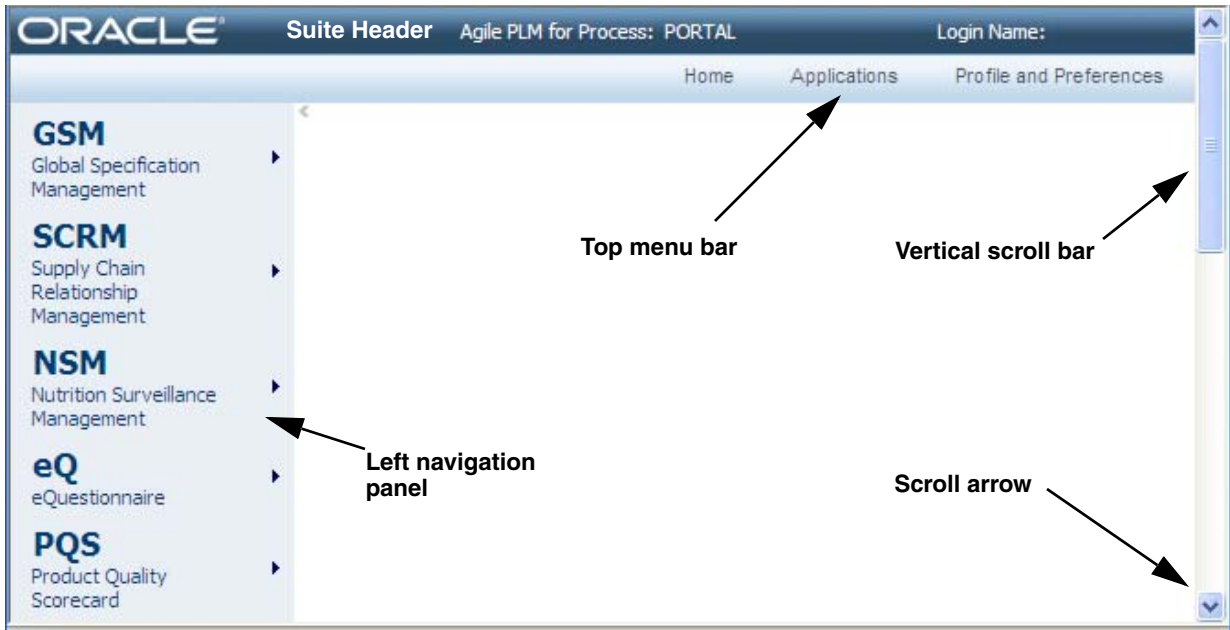 ORACLE Suite Header Agile PLM for Process: PORTAL Login Name:
Home Applications Profile and Preferences
GSM
Global Specification
Management
SCRM
Supply Chain
Relationship
Management
NSM
Nutrition Surveillance
Management
eQ
eQuestionnaire
PQS
Product Quality
Scorecard
Top menu bar
Vertical scroll bar
Left navigation
panel
Scroll arrow